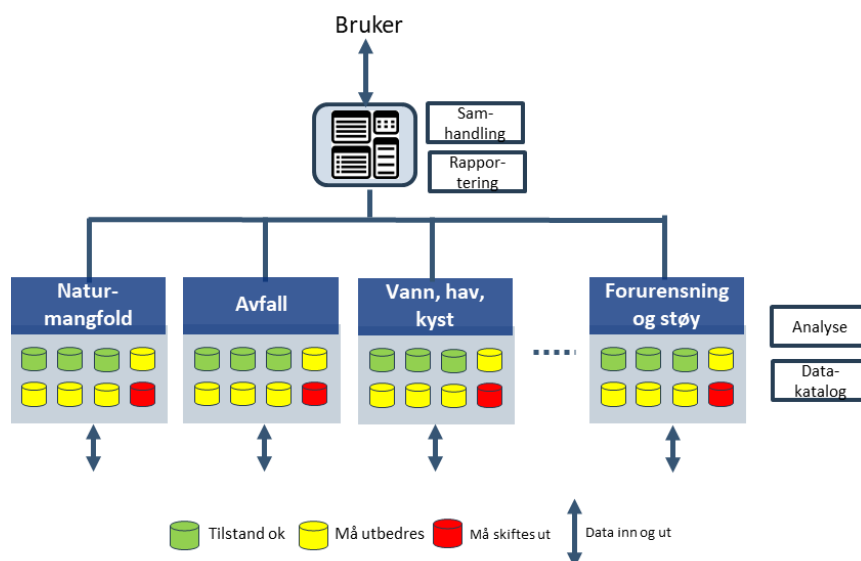 Bruker
Sam-
handling
Rappor-
tering
Natur-
mangfold
Avfall
Vann, hav,
kyst
Forurensning
og støy
Analyse
Data-
katalog
Tilstand ok
Må utbedres
Må skiftes ut
Data inn og ut